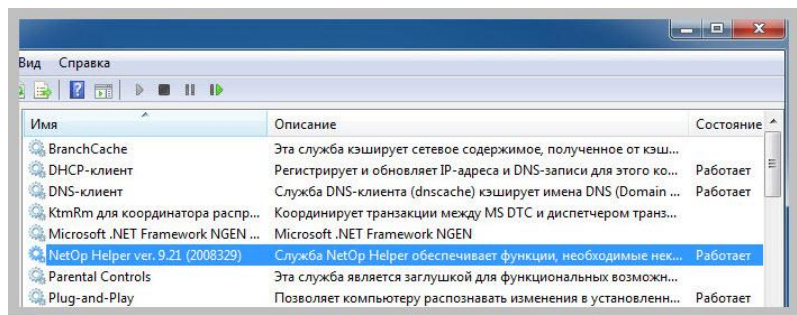 Вид Справка
Имя Описание Состояние
BranchCache Эта служба кэширует сетевое содержимое, полученное от кэш...
DHCP-клиент Регистрирует и обновляет IP-адреса и DNS-записи для этого ко... Работает
DNS-клиент Служба DNS-клиента (dnscache) кэширует имена DNS (Domain ... Работает
KtmRm для координатора распр... Координирует транзакции между MS DTC и диспетчером транз...
Microsoft .NET Framework NGEN ... Microsoft .NET Framework NGEN
NetOp Helper ver. 9.21 (2008329) Служба NetOp Helper обеспечивает функции, необходимые нек... Работает
Parental Controls Эта служба является заглушкой для функциональных возможн...
Plug-and-Play Позволяет компьютеру распознавать изменения в установленн... Работает